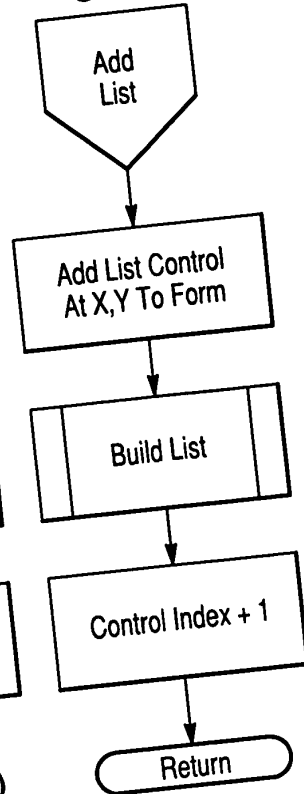 Add
List
Add List Control
At X,Y To Form
Build List
Control Index + 1
Return